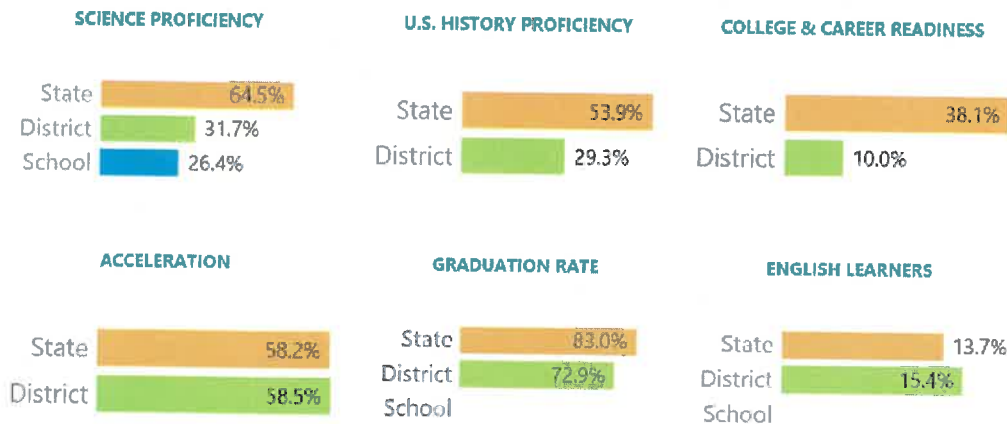 SCIENCE PROFICIENCY
State 64.5%
District 31.7%
School 26.4%
U.S. HISTORY PROFICIENCY
State 53.9%
District 29.3%
COLLEGE & CAREER READINESS
State 38.1%
District 10.0%
ACCELERATION
State 58.2%
District 58.5%
GRADUATION RATE
State 83.0%
District 72.9%
School
ENGLISH LEARNERS
State 13.7%
District 15.4%
School